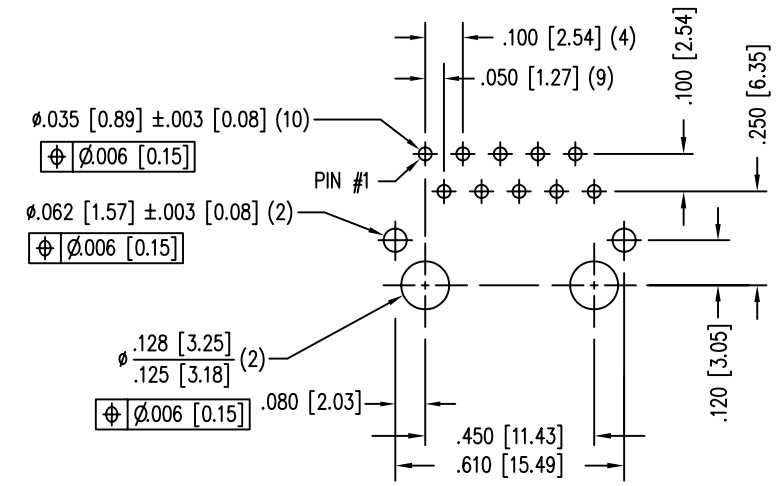 .100 [2.54] (4)
.050 [1.27] (9)
.100 [2.54]
.250 [6.35]
ø.035 [0.89] ±.003 [0.08] (10)
⌖ Ø.006 [0.15]
PIN #1
ø.062 [1.57] ±.003 [0.08] (2)
⌖ Ø.006 [0.15]
ø .128 [3.25] (2)
.125 [3.18]
⌖ Ø.006 [0.15]
.080 [2.03]
.120 [3.05]
.450 [11.43]
.610 [15.49]